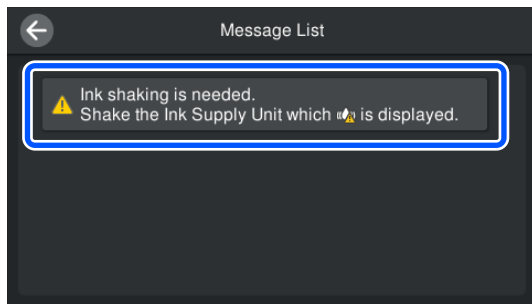 Message List
Ink shaking is needed.
Shake the Ink Supply Unit which is displayed.